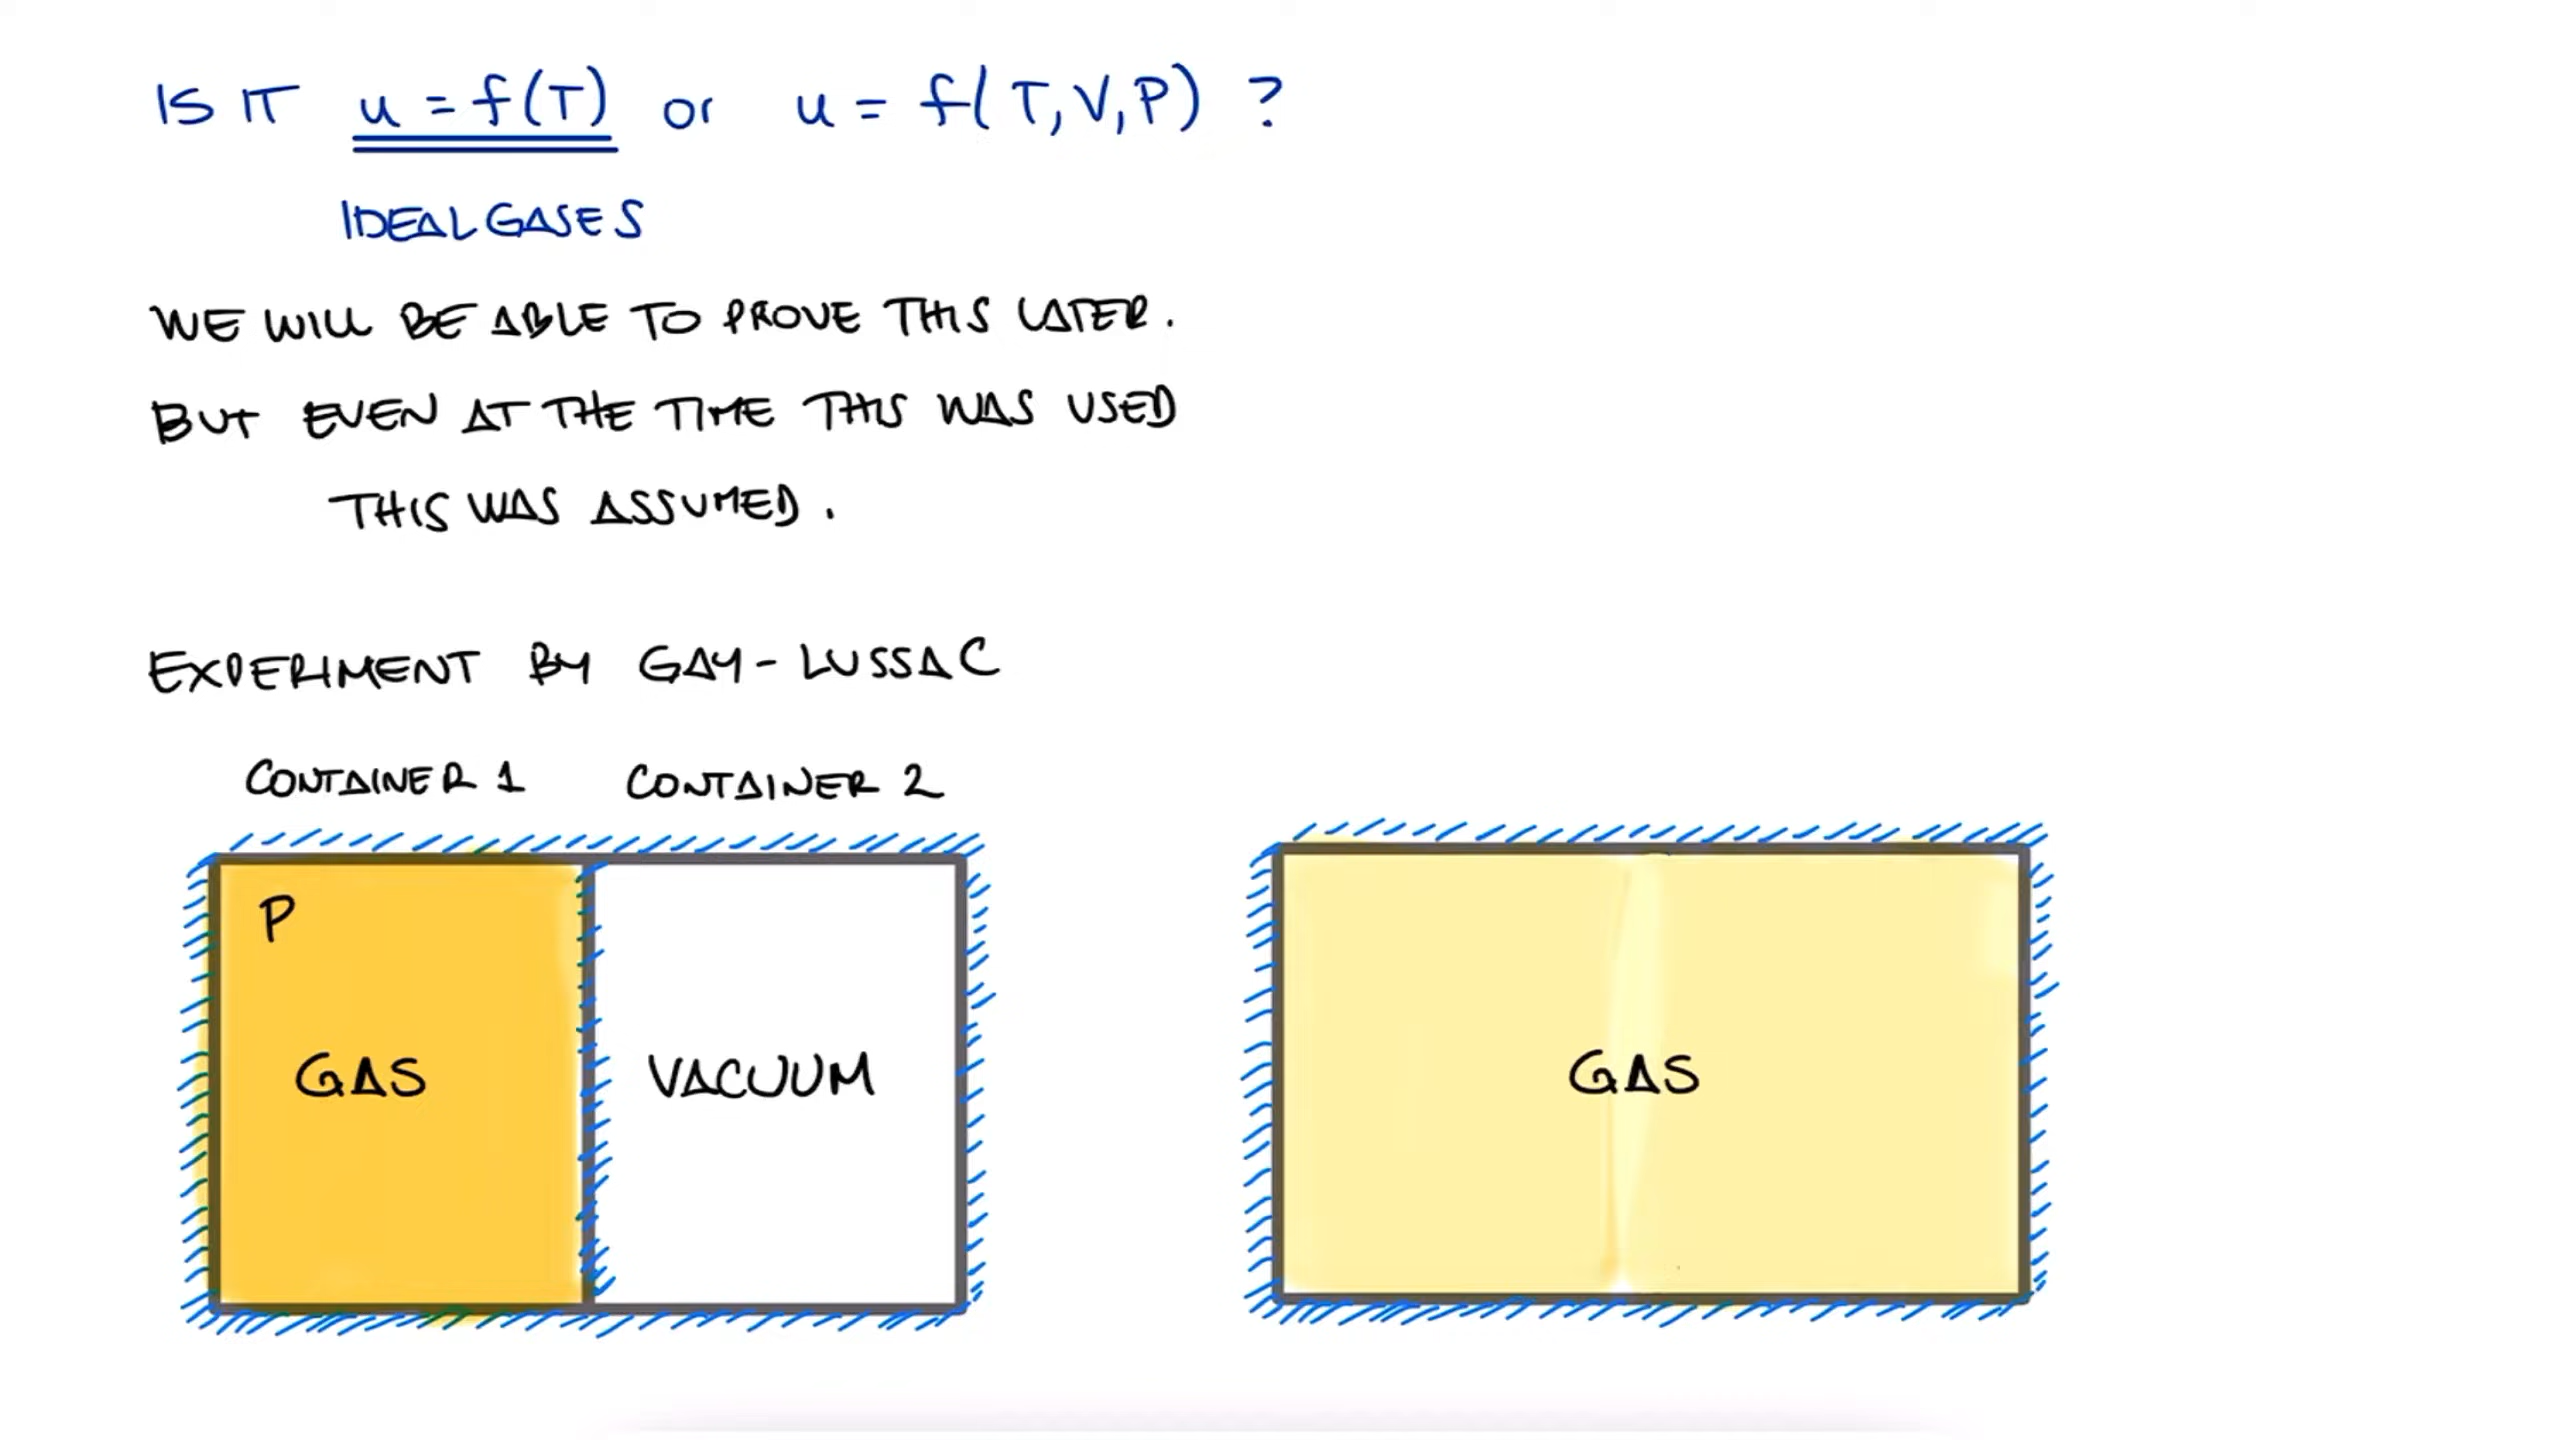 IS IT u = f(T) or u = f(T,V,P) ?
IDEAL GASES
WE WILL BE ABLE TO PROVE THIS LATER.
BUT EVEN AT THE TIME THIS WAS USED
THIS WAS ASSUMED.
EXPERIMENT BY GAY-LUSSAC
CONTAINER 1 CONTAINER 2
P
GAS VACUUM
GAS